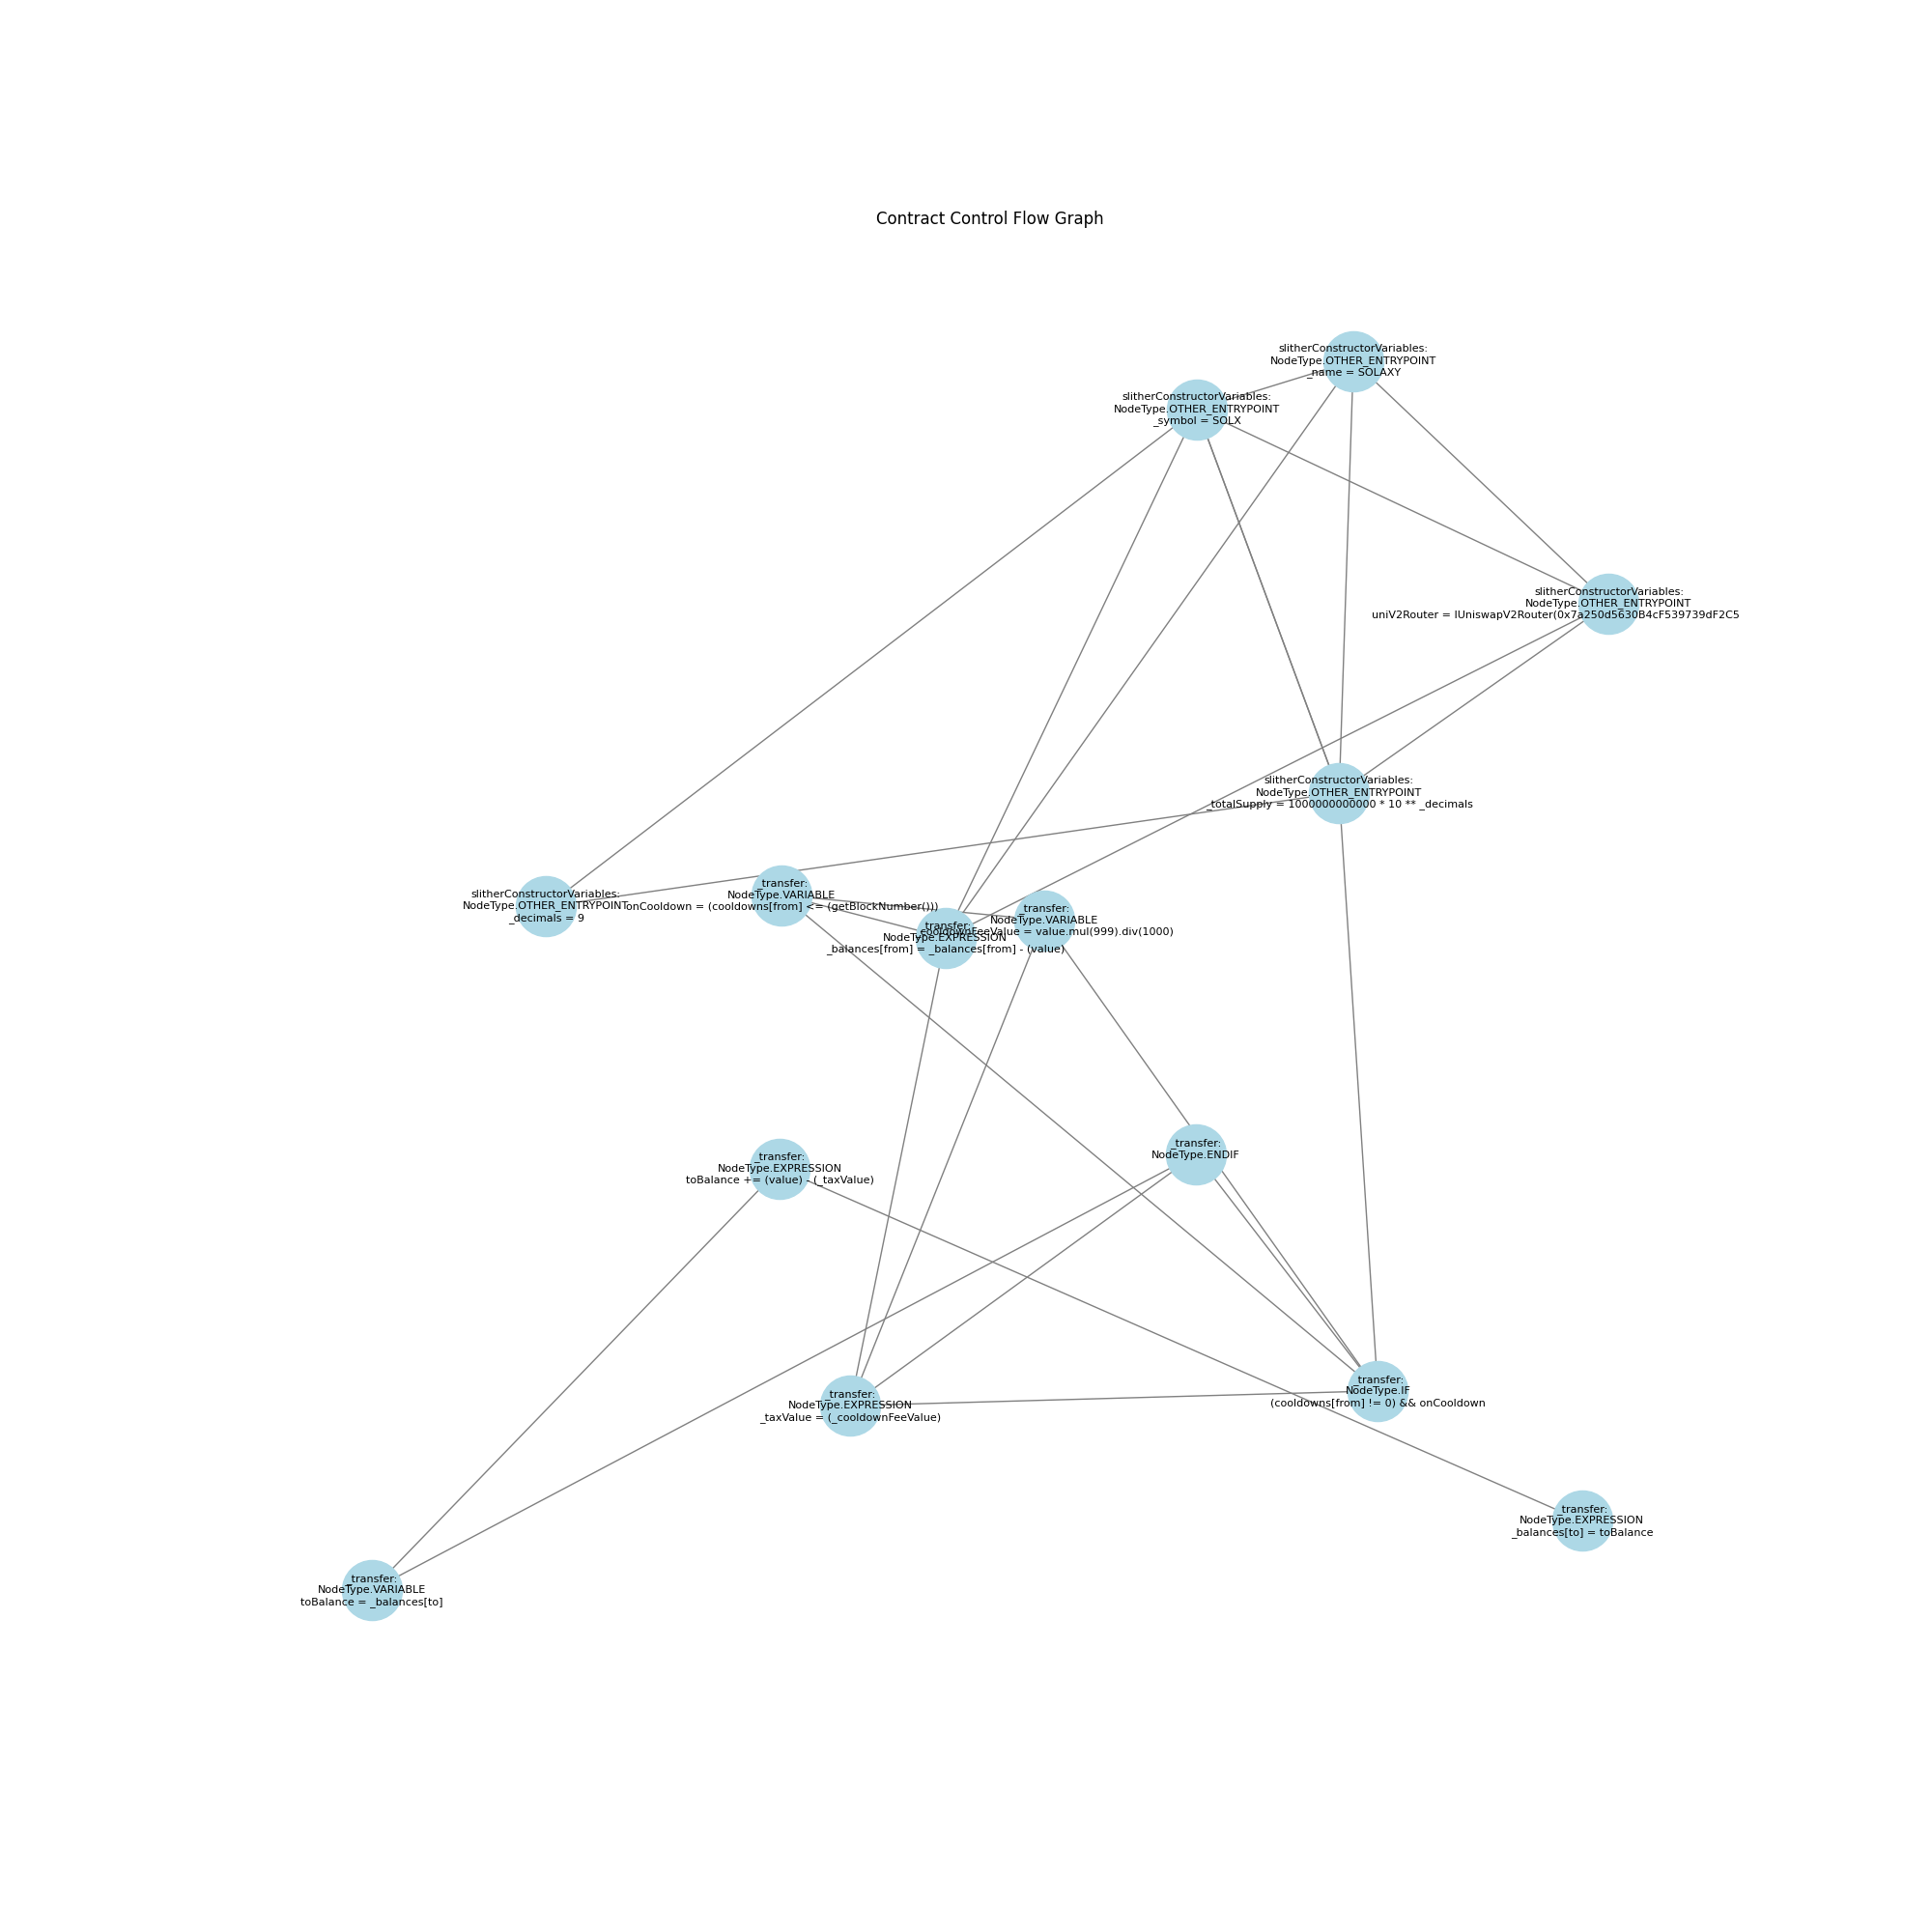 Contract Control Flow Graph
slitherConstructorVariables:
NodeType.OTHER_ENTRYPOINT
_name = SOLAXY
slitherConstructorVariables:
NodeType.OTHER_ENTRYPOINT
_symbol = SOLX
slitherConstructorVariables:
NodeType.OTHER_ENTRYPOINT
uniV2Router = IUniswapV2Router(0x7a250d5630B4cF539739dF2C5
slitherConstructorVariables:
NodeType.OTHER_ENTRYPOINT
_totalSupply = 1000000000000 * 10 ** _decimals
slitherConstructorVariables:
NodeType.OTHER_ENTRYPOINT
_decimals = 9
_transfer:
NodeType.VARIABLE
onCooldown = (cooldowns[from] <= (getBlockNumber()))
_transfer:
NodeType.VARIABLE
_cooldownFeeValue = value.mul(999).div(1000)
_transfer:
NodeType.EXPRESSION
_balances[from] = _balances[from] - (value)
_transfer:
NodeType.ENDIF
_transfer:
NodeType.EXPRESSION
toBalance += (value) - (_taxValue)
_transfer:
NodeType.IF
(cooldowns[from] != 0) && onCooldown
_transfer:
NodeType.EXPRESSION
_taxValue = (_cooldownFeeValue)
_transfer:
NodeType.EXPRESSION
_balances[to] = toBalance
_transfer:
NodeType.VARIABLE
toBalance = _balances[to]